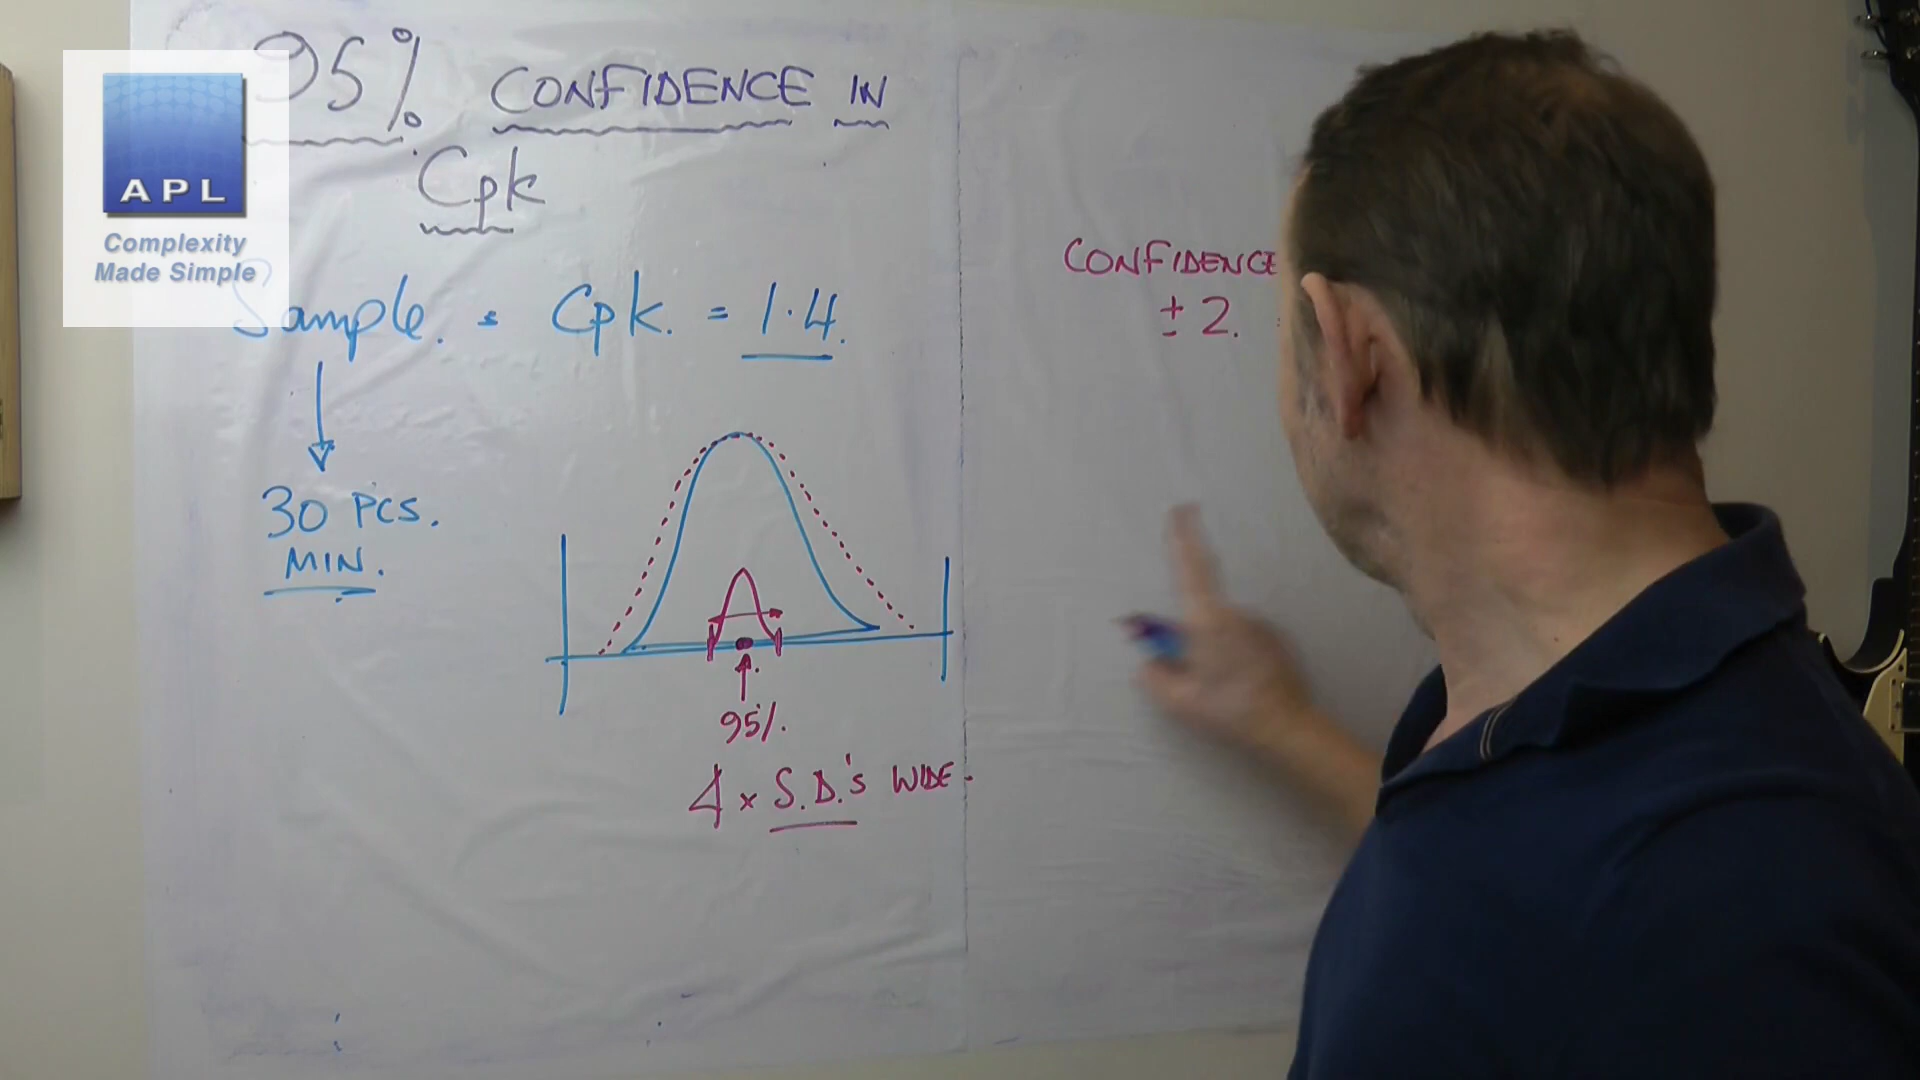 95% CONFIDENCE IN
Cpk
APL
Complexity
Made Simple
Sample. = Cpk. = 1.4.
30 PCS.
MIN.
95%.
4 x S.D.'s WIDE.
CONFIDENCE
± 2.